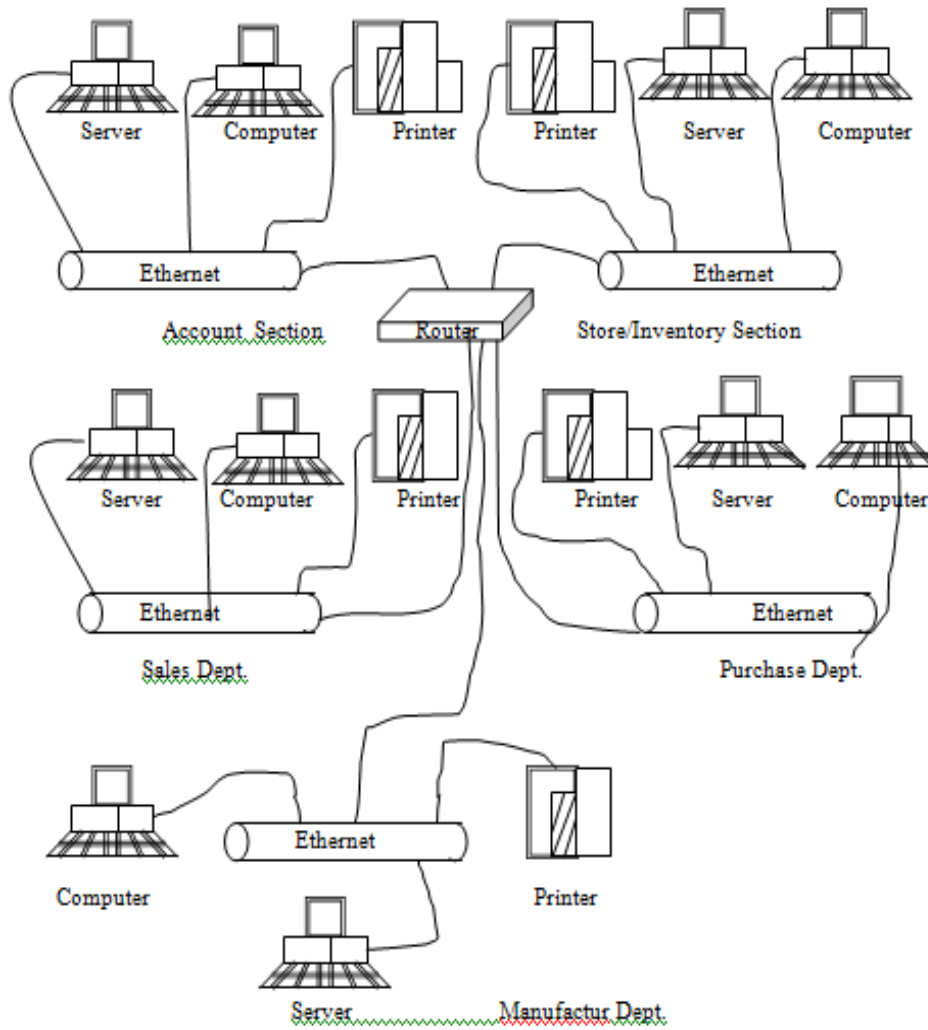 Server Computer Printer Printer Server Computer
Ethernet Ethernet
Account Section Router Store/Inventory Section
Server Computer Printer Printer Server Computer
Ethernet Ethernet
Sales Dept. Purchase Dept.
Ethernet
Computer Printer
Server Manufactur Dept.